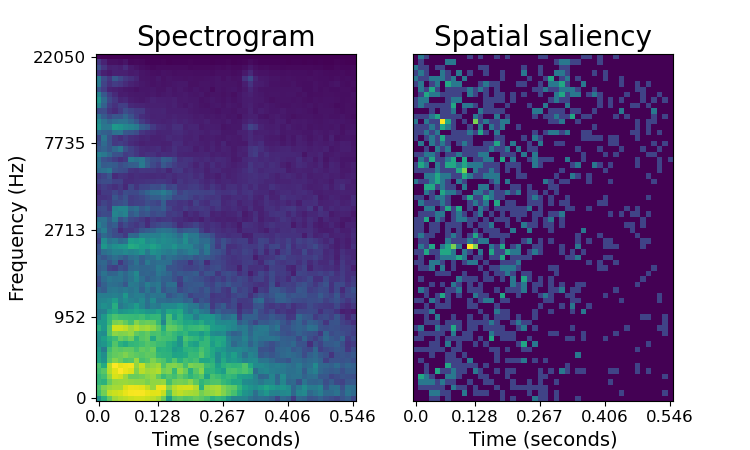 Spectrogram
Spatial saliency
Frequency (Hz)
22050
7735
2713
952
0
0.0 0.128 0.267 0.406 0.546
0.0 0.128 0.267 0.406 0.546
Time (seconds)
Time (seconds)